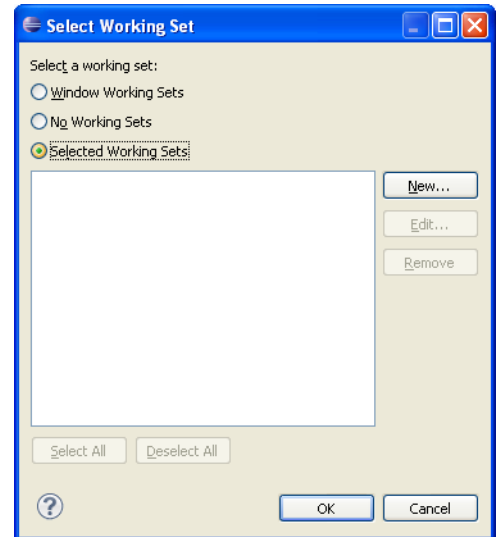 Select Working Set
Select a working set:
Window Working Sets
No Working Sets
Selected Working Sets
New...
Edit...
Remove
Select All
Deselect All
?
OK
Cancel